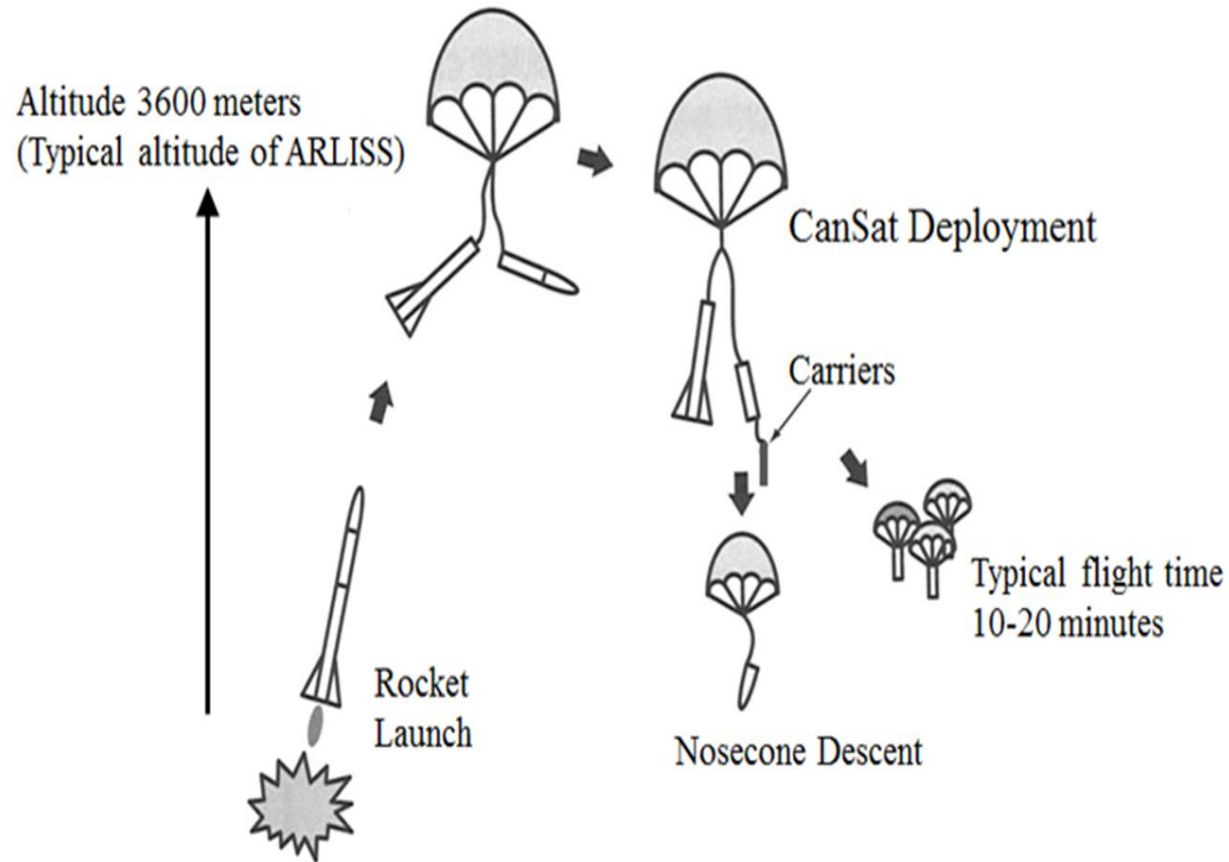 Altitude 3600 meters
(Typical altitude of ARLISS)
CanSat Deployment
Carriers
Typical flight time
10-20 minutes
Rocket
Launch
Nosecone Descent